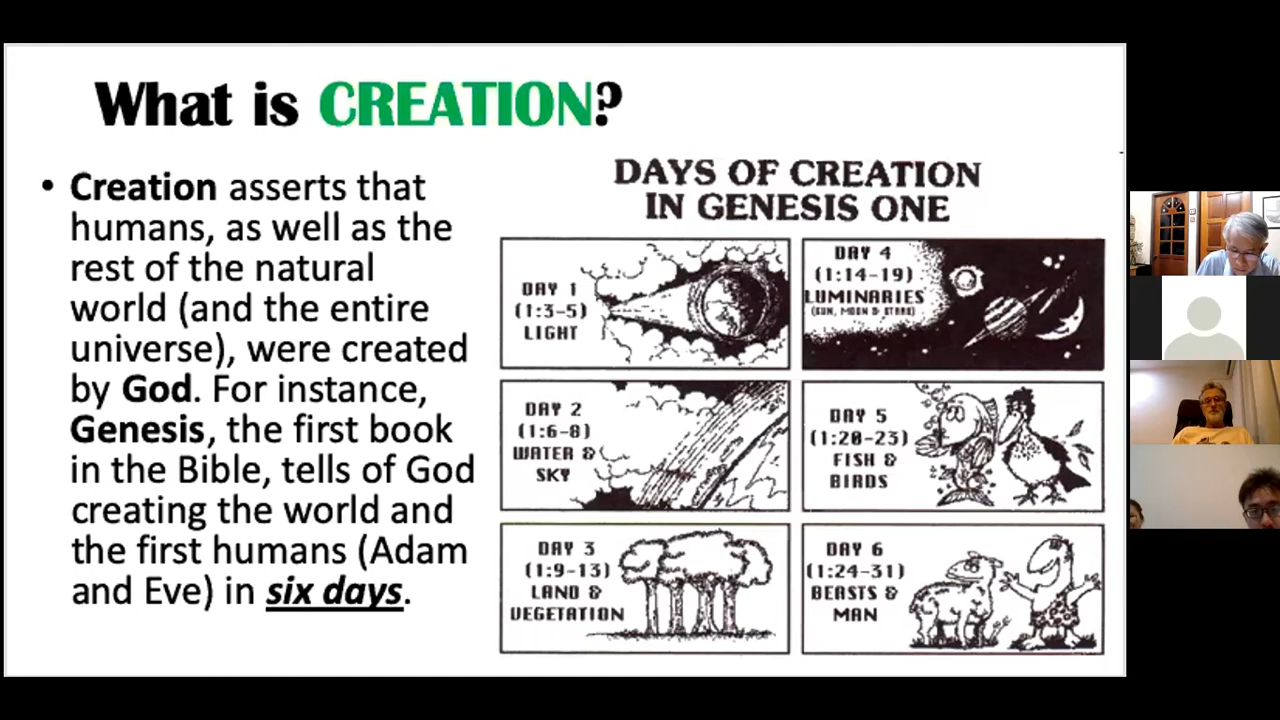 What is CREATION?
• Creation asserts that
humans, as well as the
rest of the natural
world (and the entire
universe), were created
by God. For instance,
Genesis, the first book
in the Bible, tells of God
creating the world and
the first humans (Adam
and Eve) in six days.
DAYS OF CREATION
IN GENESIS ONE
DAY 1
(1:3-5)
LIGHT
DAY 2
(1:6-8)
WATER &
SKY
DAY 3
(1:9-13)
LAND &
VEGETATION
DAY 4
(1:14-19)
LUMINARIES
(SUN, MOON & STARS)
DAY 5
(1:20-23)
FISH &
BIRDS
DAY 6
(1:24-31)
BEASTS &
MAN